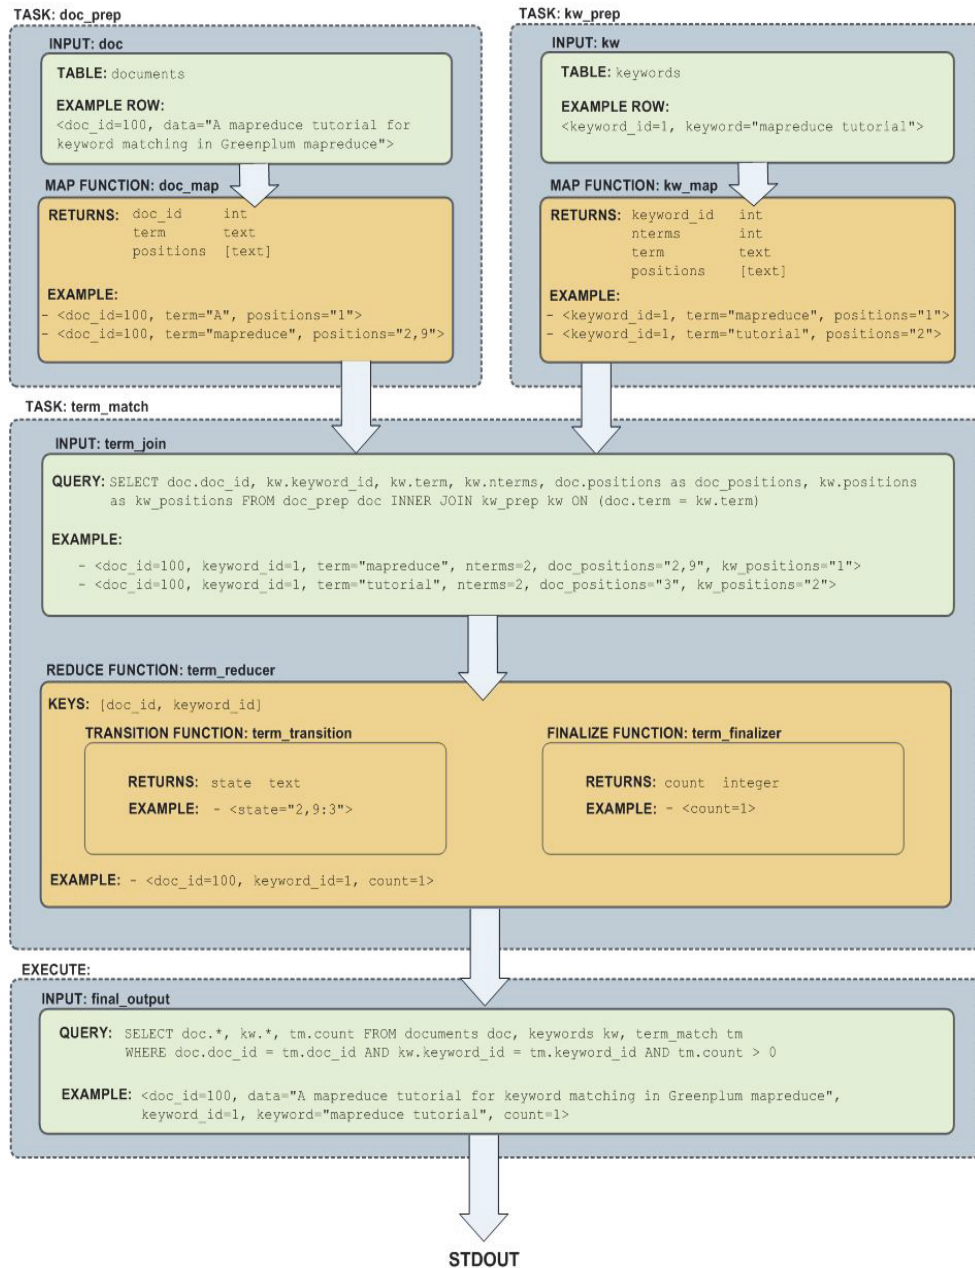 TASK: doc_prep
INPUT: doc
TABLE: documents
EXAMPLE ROW:
<doc_id=100, data="A mapreduce tutorial for
keyword matching in Greenplum mapreduce">
MAP FUNCTION: doc_map
RETURNS: doc_id int
term text
positions [text]
EXAMPLE:
- <doc_id=100, term="A", positions="1">
- <doc_id=100, term="mapreduce", positions="2,9">
TASK: kw_prep
INPUT: kw
TABLE: keywords
EXAMPLE ROW:
<keyword_id=1, keyword="mapreduce tutorial">
MAP FUNCTION: kw_map
RETURNS: keyword_id int
nterms int
term text
positions [text]
EXAMPLE:
- <keyword_id=1, term="mapreduce", positions="1">
- <keyword_id=1, term="tutorial", positions="2">
TASK: term_match
INPUT: term_join
QUERY: SELECT doc.doc_id, kw.keyword_id, kw.term, kw.nterms, doc.positions as doc_positions, kw.positions
as kw_positions FROM doc_prep doc INNER JOIN kw_prep kw ON (doc.term = kw.term)
EXAMPLE:
- <doc_id=100, keyword_id=1, term="mapreduce", nterms=2, doc_positions="2,9", kw_positions="1">
- <doc_id=100, keyword_id=1, term="tutorial", nterms=2, doc_positions="3", kw_positions="2">
REDUCE FUNCTION: term_reducer
KEYS: [doc_id, keyword_id]
TRANSITION FUNCTION: term_transition
RETURNS: state text
EXAMPLE: - <state="2,9:3">
FINALIZE FUNCTION: term_finalizer
RETURNS: count integer
EXAMPLE: - <count=1>
EXAMPLE: - <doc_id=100, keyword_id=1, count=1>
EXECUTE:
INPUT: final_output
QUERY: SELECT doc.*, kw.*, tm.count FROM documents doc, keywords kw, term_match tm
WHERE doc.doc_id = tm.doc_id AND kw.keyword_id = tm.keyword_id AND tm.count > 0
EXAMPLE: <doc_id=100, data="A mapreduce tutorial for keyword matching in Greenplum mapreduce",
keyword_id=1, keyword="mapreduce tutorial", count=1>
STDOUT